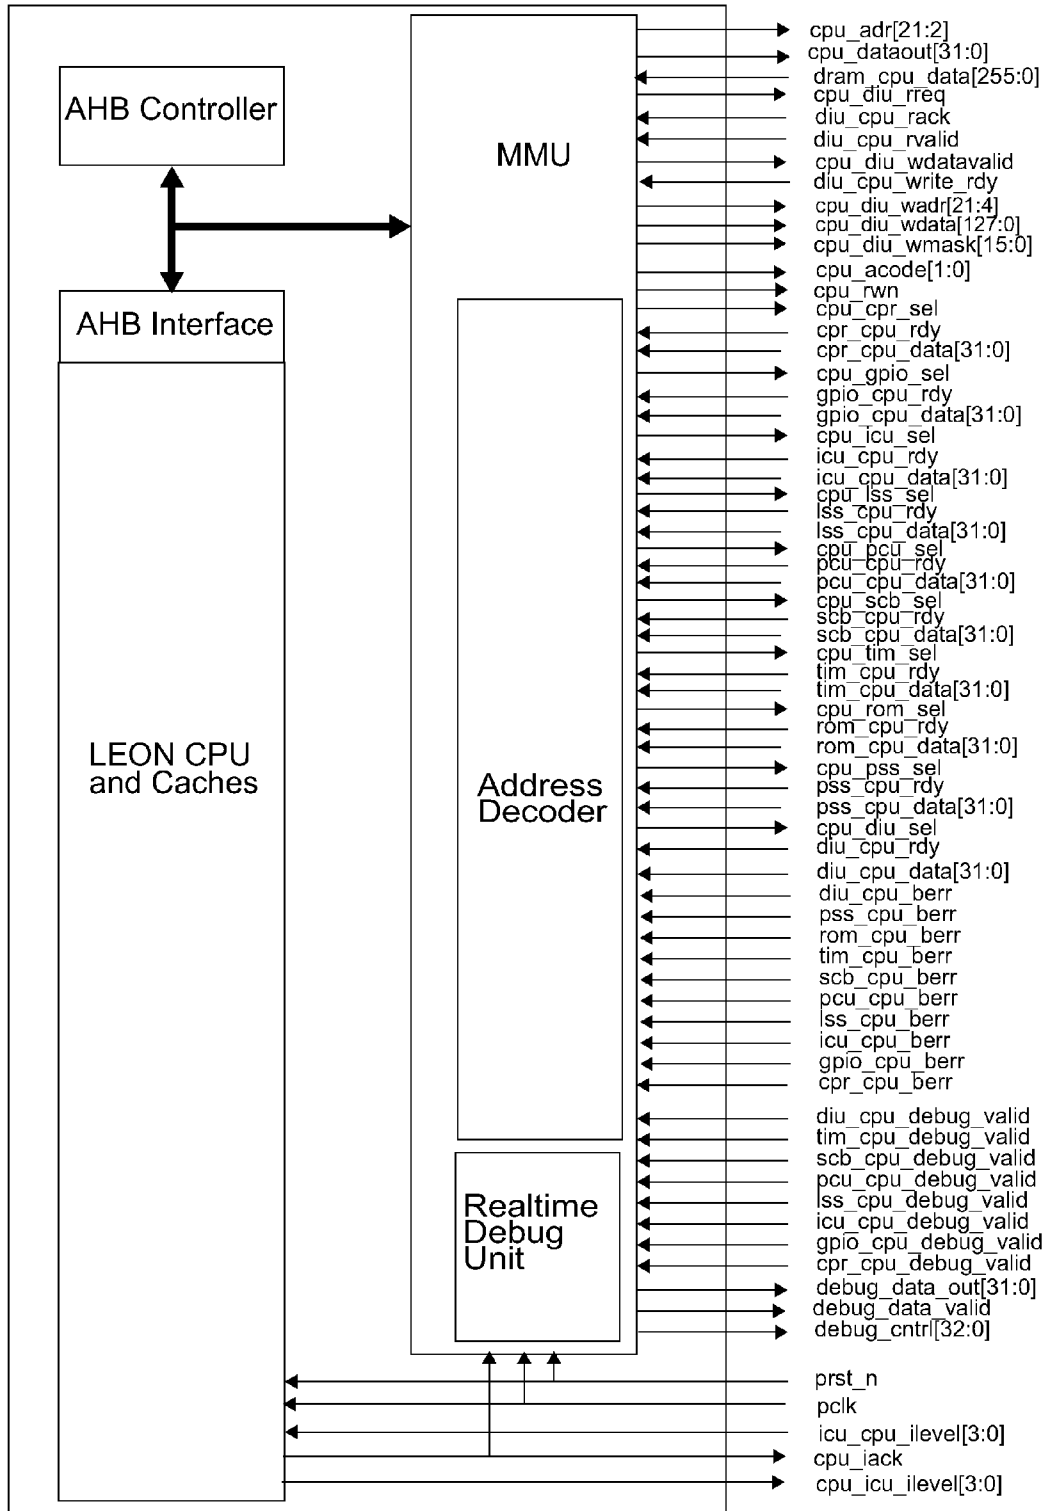 AHB Controller
AHB Interface
LEON CPU
and Caches
MMU
Address
Decoder
Realtime
Debug
Unit
cpu_adr[21:2]
cpu_dataout[31:0]
dram_cpu_data[255:0]
cpu_diu_rreq
diu_cpu_rack
diu_cpu_rvalid
cpu_diu_wdatavalid
diu_cpu_write_rdy
cpu_diu_wadr[21:4]
cpu_diu_wdata[127:0]
cpu_diu_wmask[15:0]
cpu_acode[1:0]
cpu_rwn
cpu_cpr_sel
cpr_cpu_rdy
cpr_cpu_data[31:0]
cpu_gpio_sel
gpio_cpu_rdy
gpio_cpu_data[31:0]
cpu_icu_sel
icu_cpu_rdy
icu_cpu_data[31:0]
cpu_lss_sel
lss_cpu_rdy
lss_cpu_data[31:0]
cpu_pcu_sel
pcu_cpu_rdy
pcu_cpu_data[31:0]
cpu_scb_sel
scb_cpu_rdy
scb_cpu_data[31:0]
cpu_tim_sel
tim_cpu_rdy
tim_cpu_data[31:0]
cpu_rom_sel
rom_cpu_rdy
rom_cpu_data[31:0]
cpu_pss_sel
pss_cpu_rdy
pss_cpu_data[31:0]
cpu_diu_sel
diu_cpu_rdy
diu_cpu_data[31:0]
diu_cpu_berr
pss_cpu_berr
rom_cpu_berr
tim_cpu_berr
scb_cpu_berr
pcu_cpu_berr
lss_cpu_berr
icu_cpu_berr
gpio_cpu_berr
cpr_cpu_berr
diu_cpu_debug_valid
tim_cpu_debug_valid
scb_cpu_debug_valid
pcu_cpu_debug_valid
lss_cpu_debug_valid
icu_cpu_debug_valid
gpio_cpu_debug_valid
cpr_cpu_debug_valid
debug_data_out[31:0]
debug_data_valid
debug_cntrl[32:0]
prst_n
pclk
icu_cpu_ilevel[3:0]
cpu_iack
cpu_icu_ilevel[3:0]